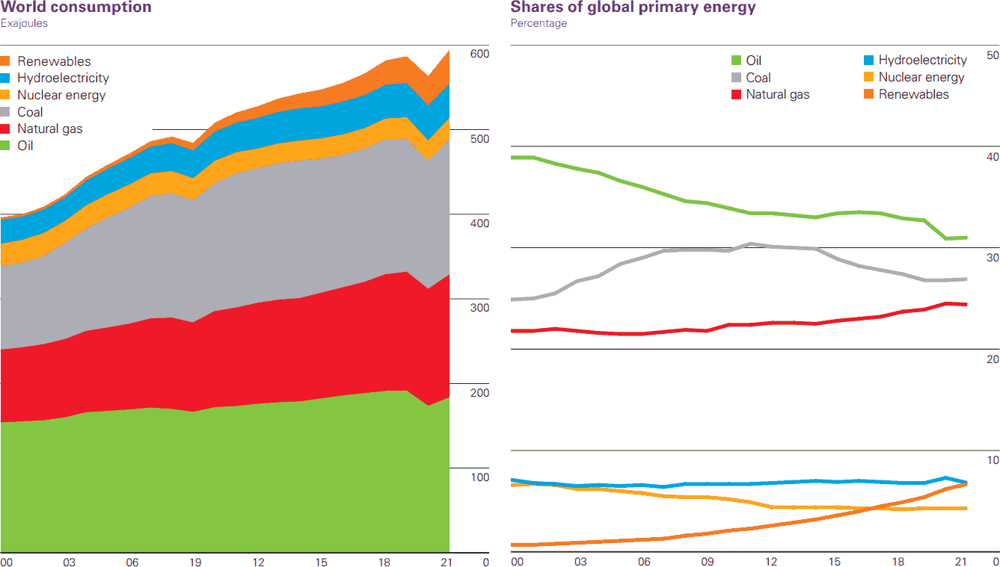 World consumption
Exajoules
600
Renewables
Hydroelectricity
Nuclear energy
Coal
Natural gas
Oil
500
400
300
200
100
00 03 06 19 12 15 18 21 0
Shares of global primary energy
Percentage
50
Oil
Coal
Natural gas
Hydroelectricity
Nuclear energy
Renewables
40
30
20
10
00 03 06 09 12 15 18 21 0